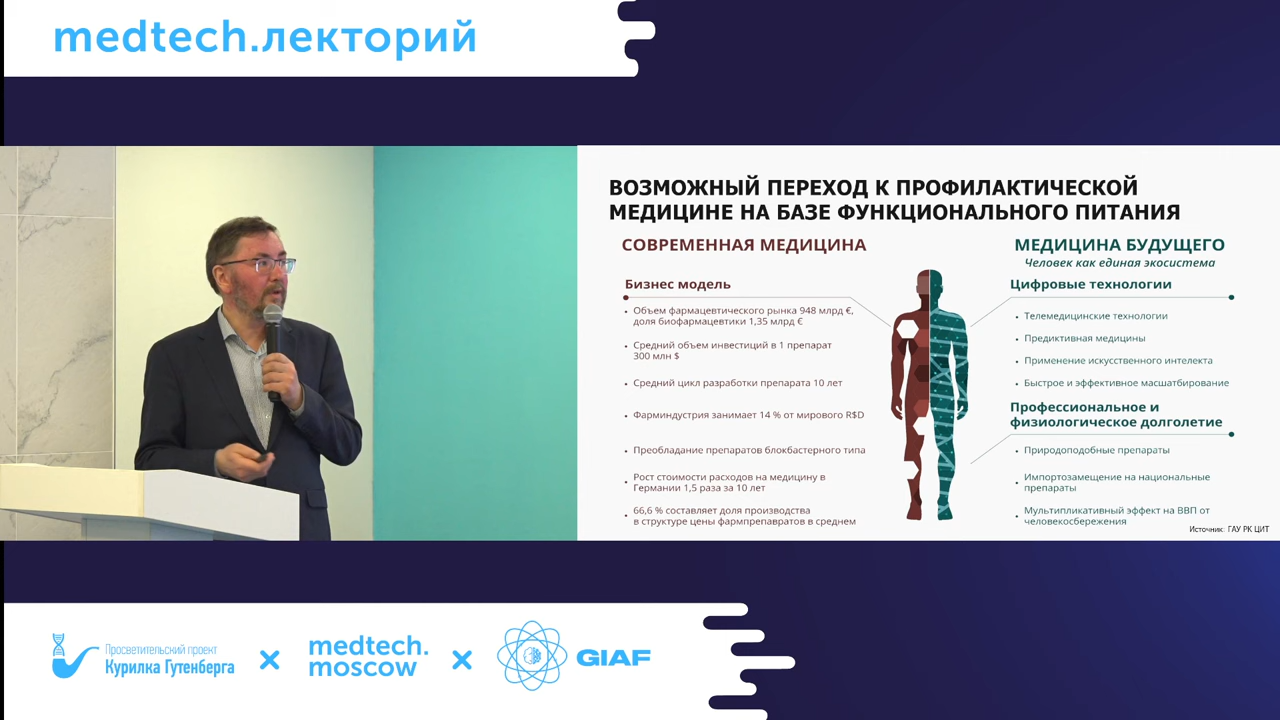 medtech.лекторий
ВОЗМОЖНЫЙ ПЕРЕХОД К ПРОФИЛАКТИЧЕСКОЙ
МЕДИЦИНЕ НА БАЗЕ ФУНКЦИОНАЛЬНОГО ПИТАНИЯ
СОВРЕМЕННАЯ МЕДИЦИНА
Бизнес модель
• Объем фармацевтического рынка 948 млрд €,
доля биофармацевтики 1,35 млрд €
• Средний объем инвестиций в 1 препарат
300 млн $
• Средний цикл разработки препарата 10 лет
• Фарминдустрия занимает 14 % от мирового R$D
• Преобладание препаратов блокбастерного типа
• Рост стоимости расходов на медицину в
Германии 1,5 раза за 10 лет
• 66,6 % составляет доля производства
в структуре цены фармпрепавратов в среднем
МЕДИЦИНА БУДУЩЕГО
Человек как единая экосистема
Цифровые технологии
• Телемедицинские технологии
• Предиктивная медицины
• Применение искусственного интелекта
• Быстрое и эффективное масшатбирование
Профессиональное и
физиологическое долголетие
• Природоподобные препараты
• Импортозамещение на национальные
препараты
• Мультипликативный эффект на ВВП от
человекосбережения
Источник: ГАУ РК ЦИТ
Просветительский проект
Курилка Гутенберга
×
medtech.
moscow
×
GIAF